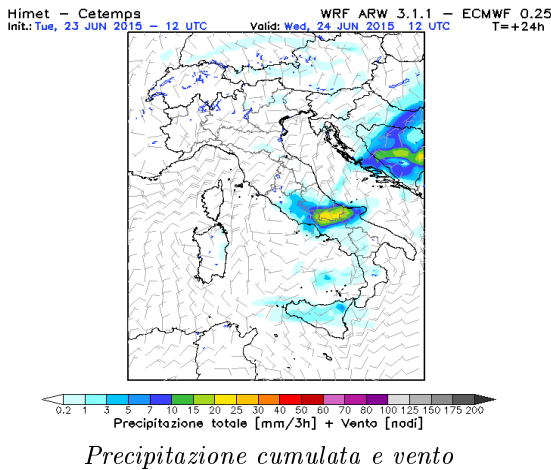 Himet – Cetemps WRF ARW 3.1.1 – ECMWF 0.25
Init.: Tue, 23 JUN 2015 – 12 UTC Valid: Wed, 24 JUN 2015 12 UTC T=+24h
0.2 1 3 5 7 10 15 20 25 30 40 50 60 70 80 90 100 125 150 175 200
Precipitazione totale [mm/3h] + Vento [nodi]
Precipitazione cumulata e vento